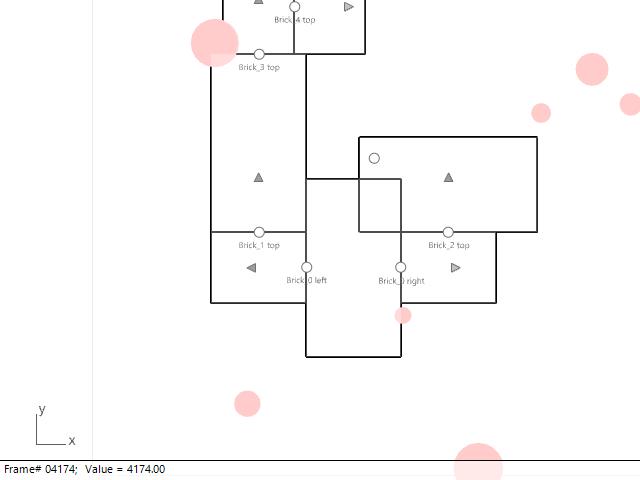 Brick_4 top
Brick_3 top
Brick_1 top
Brick_2 top
Brick_0 left
Brick_0 right
y
x
Frame# 04174; Value = 4174.00